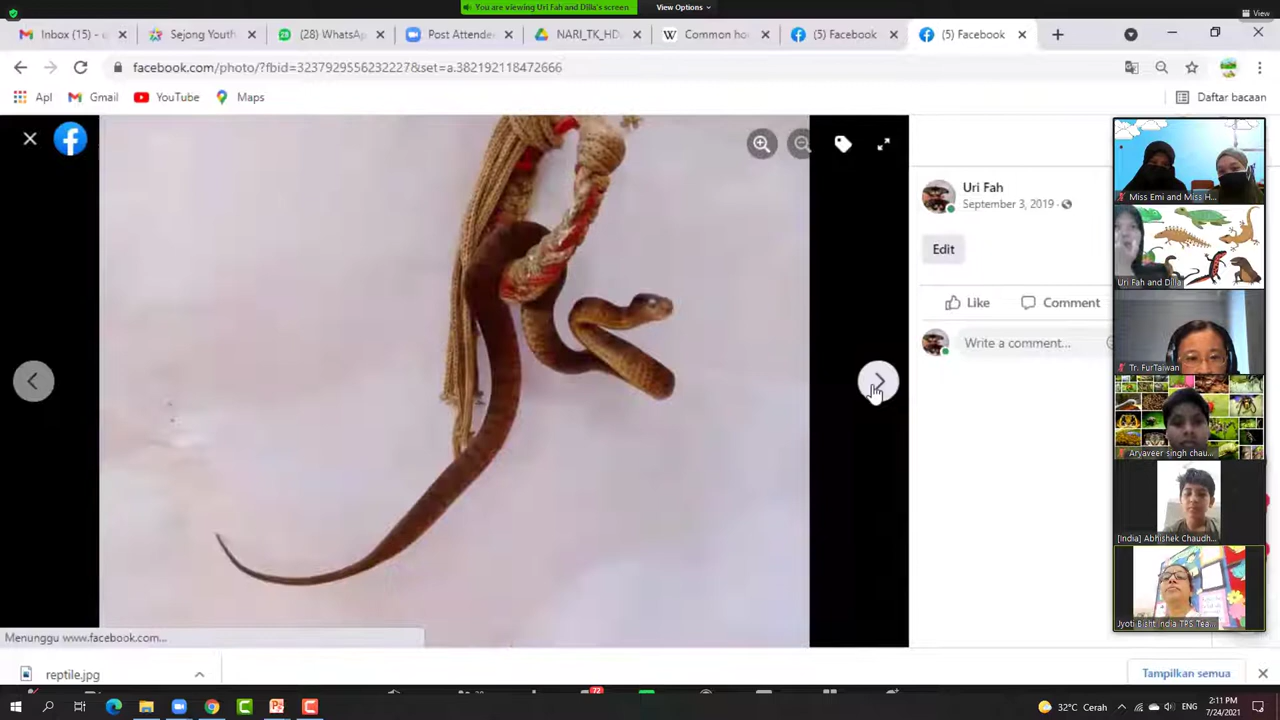 You are viewing Uri Fah and Dilla's screen
View Options
View
Inbox (15) -
Sejong Youth
(28) WhatsAp
Post Attende
NARI_TK_HD
Common ho
(5) Facebook
(5) Facebook
facebook.com/photo/?fbid=3237929556232227&set=a.382192118472666
Apl
Gmail
YouTube
Maps
Daftar bacaan
Uri Fah
September 3, 2019
Edit
Like
Comment
Write a comment...
Miss Emi and Miss H...
Uri Fah and Dilla
Tr. FurTaiwan
Aryaveer singh chau...
[India] Abhishek Chaudh...
Jyoti Bisht India TPS Tea...
Menunggu www.facebook.com...
reptile.jpg
Tampilkan semua
72
32°C Cerah
ENG
2:11 PM
7/24/2021